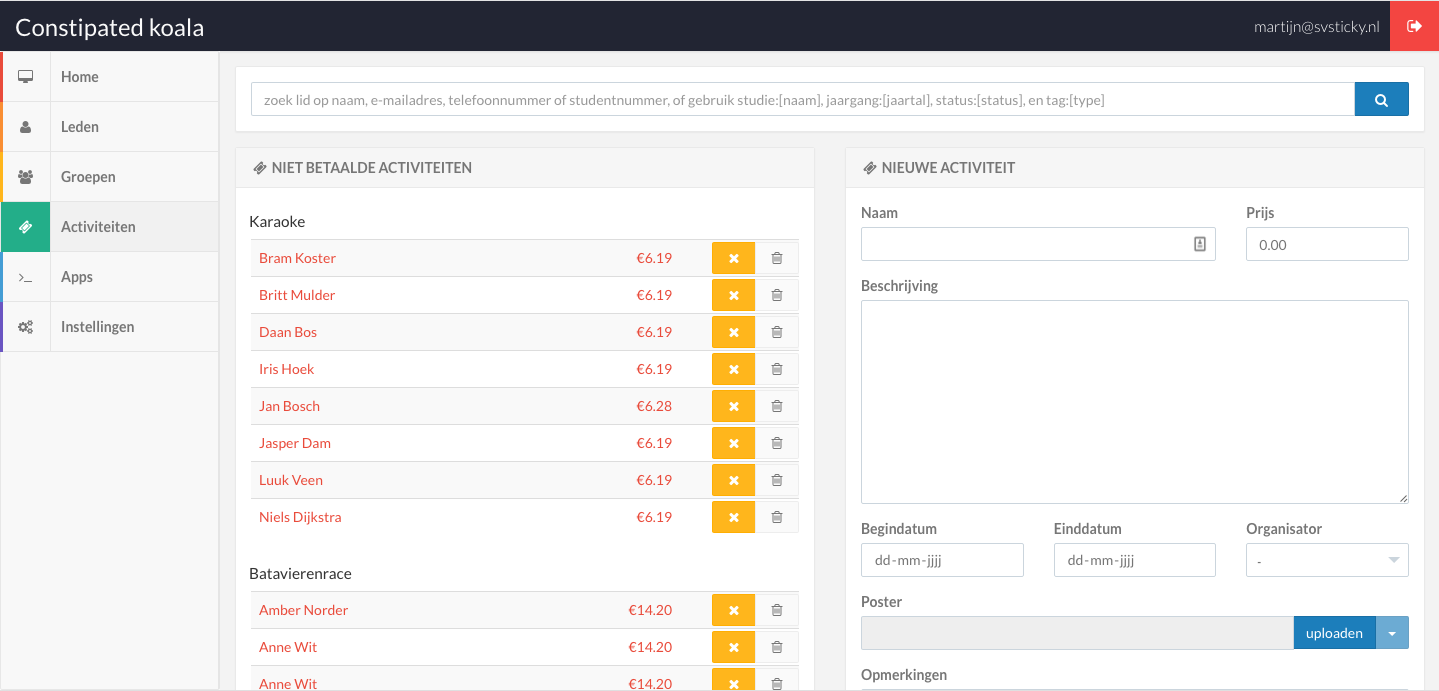 Constipated koala
martijn@svsticky.nl
Home
Leden
Groepen
Activiteiten
Apps
Instellingen
zoek lid op naam, e-mailadres, telefoonnummer of studentnummer, of gebruik studie:[naam], jaargang:[jaartal], status:[status], en tag:[type]
NIET BETAALDE ACTIVITEITEN
Karaoke
Bram Koster €6.19
Britt Mulder €6.19
Daan Bos €6.19
Iris Hoek €6.19
Jan Bosch €6.28
Jasper Dam €6.19
Luuk Veen €6.19
Niels Dijkstra €6.19
Batavierenrace
Amber Norder €14.20
Anne Wit €14.20
Anne Wit €14.20
NIEUWE ACTIVITEIT
Naam Prijs
0.00
Beschrijving
Begindatum Einddatum Organisator
dd-mm-jjjj dd-mm-jjjj -
Poster
uploaden
Opmerkingen